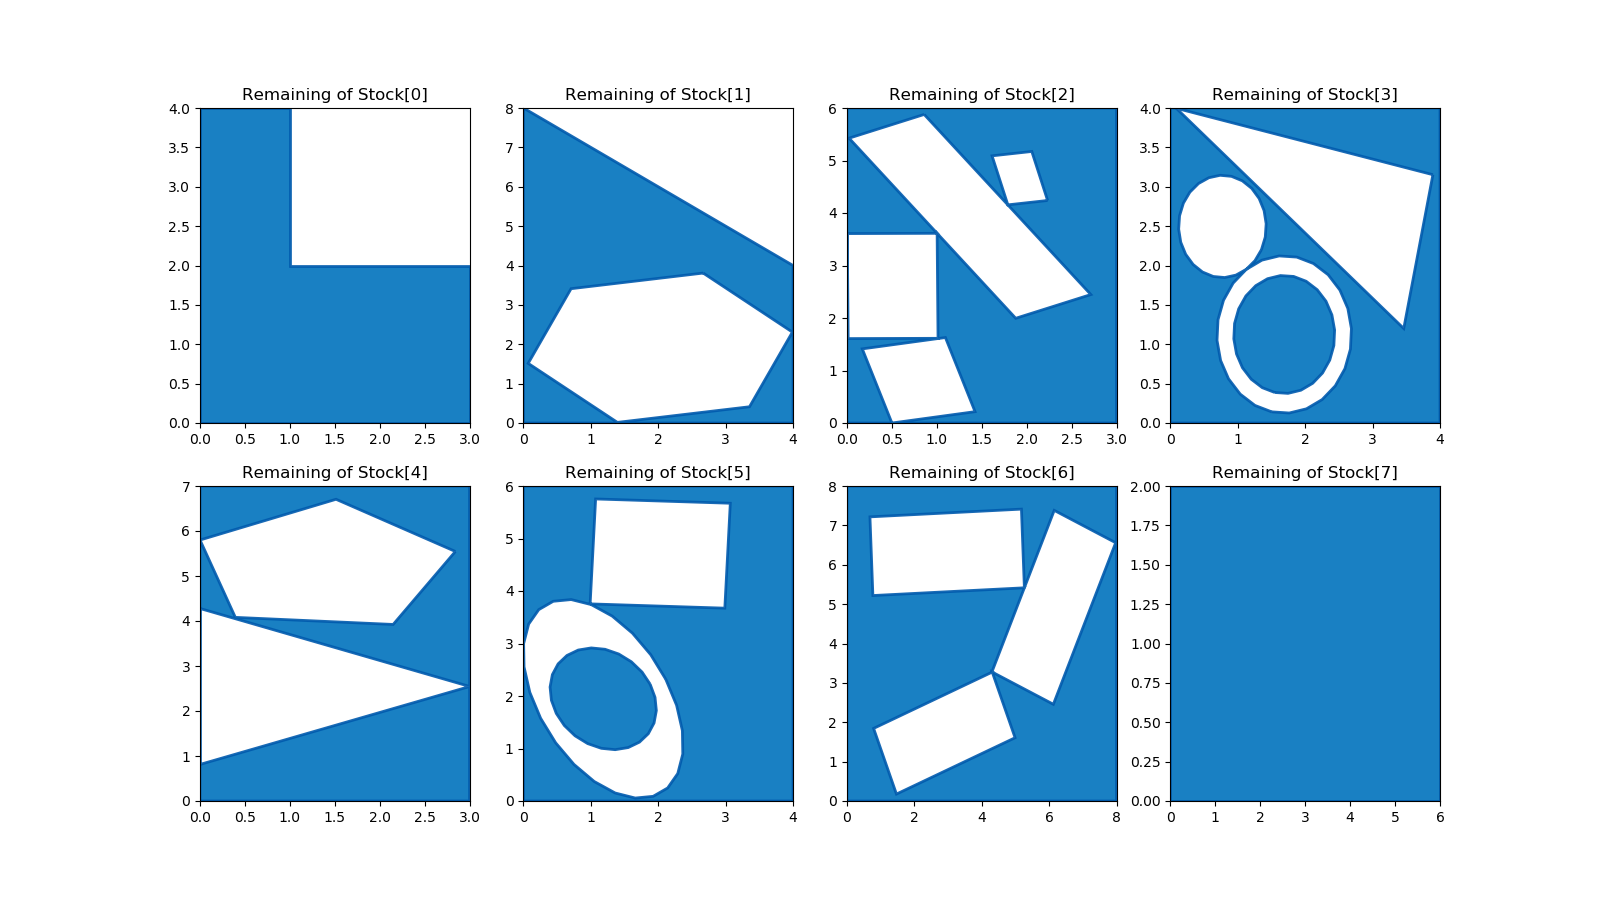 Remaining of Stock[0] Remaining of Stock[1] Remaining of Stock[2] Remaining of Stock[3]
4.0 8 6 4.0
3.5 7 3.5
5
3.0 6 3.0
2.5 5 4 2.5
2.0 4 3 2.0
1.5 3 1.5
2
1.0 2 1.0
0.5 1 1 0.5
0.0 0 0 0.0
0.0 0.5 1.0 1.5 2.0 2.5 3.0 0 1 2 3 4 0.0 0.5 1.0 1.5 2.0 2.5 3.0 0 1 2 3 4
Remaining of Stock[4] Remaining of Stock[5] Remaining of Stock[6] Remaining of Stock[7]
7 6 8 2.00
6 5 7 1.75
5 6 1.50
4 4 5 1.25
3 3 4 1.00
2 2 3 0.75
2 0.50
1 1 1 0.25
0 0 0 0.00
0.0 0.5 1.0 1.5 2.0 2.5 3.0 0 1 2 3 4 0 2 4 6 8 0 1 2 3 4 5 6